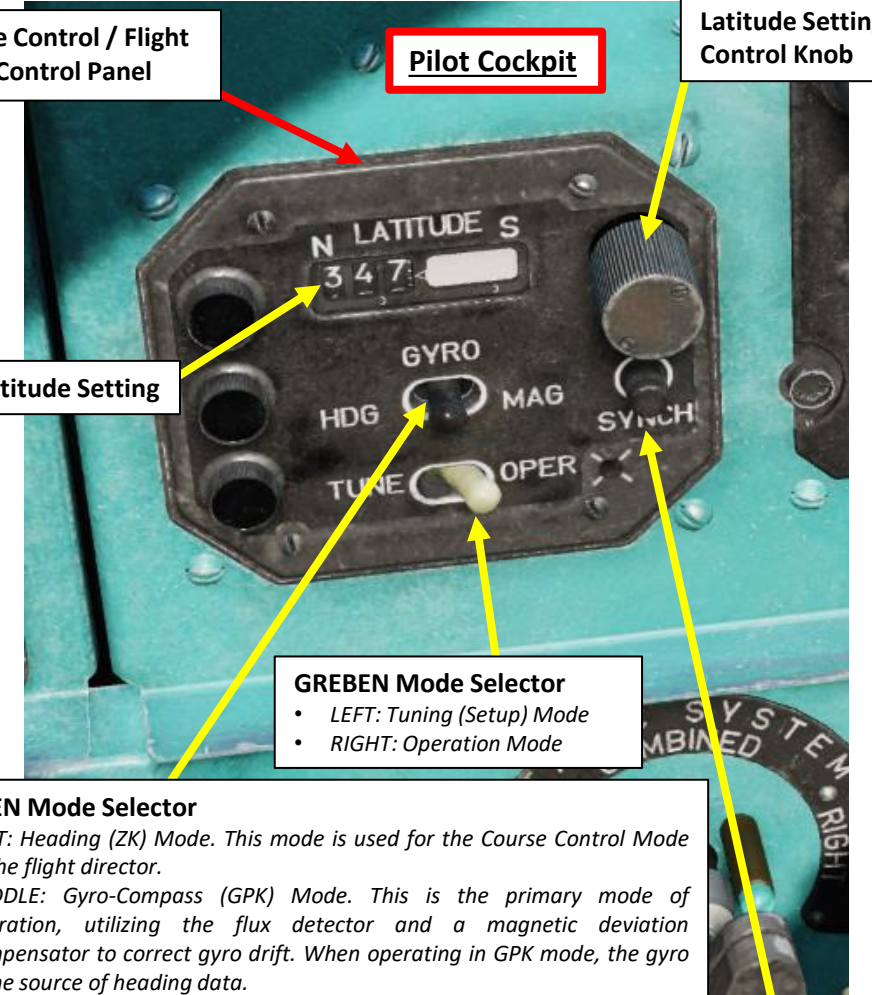 e Control / Flight
Control Panel
Pilot Cockpit
Latitude Settin
Control Knob
N LATITUDE S
3 4 7
GYRO
titude Setting
HDG
MAG
SYNCH
TUNE
OPER
GREBEN Mode Selector
• LEFT: Tuning (Setup) Mode
• RIGHT: Operation Mode
SYSTEM
MBINED
RIGHT
EN Mode Selector
T: Heading (ZK) Mode. This mode is used for the Course Control Mode
he flight director.
DDLE: Gyro-Compass (GPK) Mode. This is the primary mode of
ration, utilizing the flux detector and a magnetic deviation
mpensator to correct gyro drift. When operating in GPK mode, the gyro
he source of heading data.